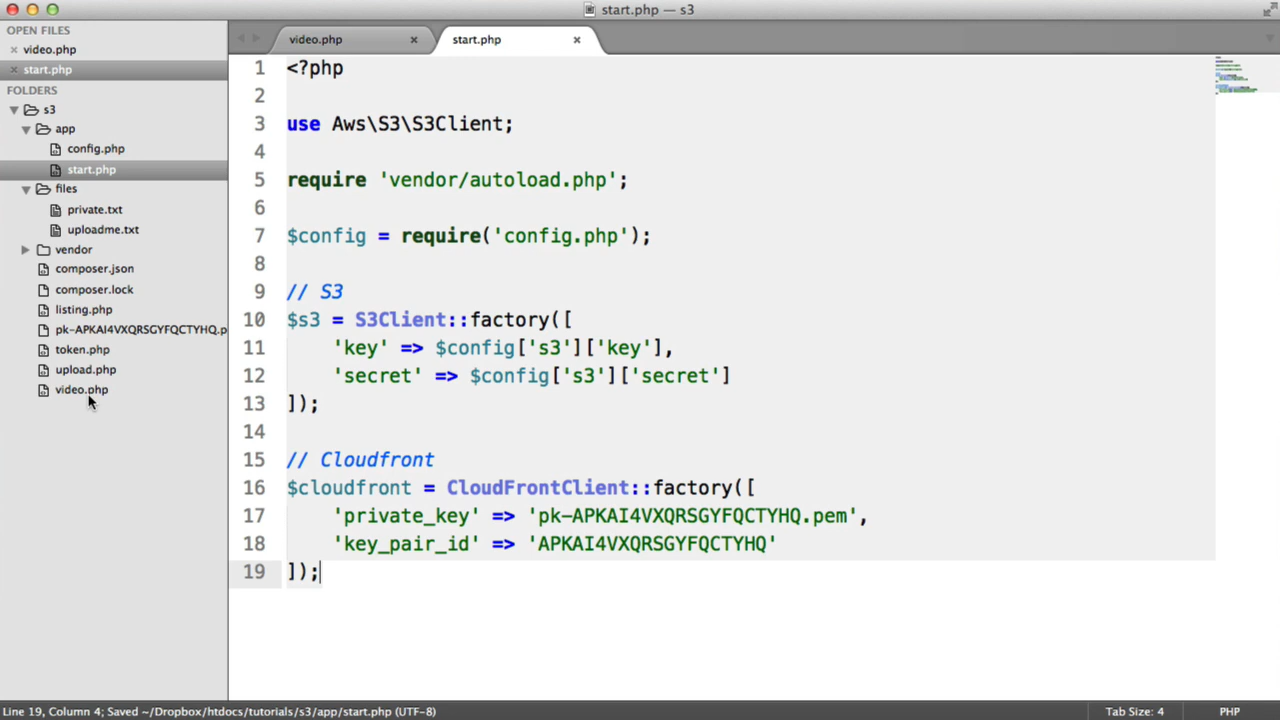 start.php — s3
OPEN FILES
video.php
start.php
FOLDERS
s3
app
config.php
start.php
files
private.txt
uploadme.txt
vendor
composer.json
composer.lock
listing.php
pk-APKAI4VXQRSGYFQCTYHQ.p
token.php
upload.php
video.php
video.php
start.php
1 <?php
2
3 use Aws\S3\S3Client;
4
5 require 'vendor/autoload.php';
6
7 $config = require('config.php');
8
9 // S3
10 $s3 = S3Client::factory([
11 'key' => $config['s3']['key'],
12 'secret' => $config['s3']['secret']
13 ]);
14
15 // Cloudfront
16 $cloudfront = CloudFrontClient::factory([
17 'private_key' => 'pk-APKAI4VXQRSGYFQCTYHQ.pem',
18 'key_pair_id' => 'APKAI4VXQRSGYFQCTYHQ'
19 ]);
Line 19, Column 4; Saved ~/Dropbox/htdocs/tutorials/s3/app/start.php (UTF-8)
Tab Size: 4
PHP